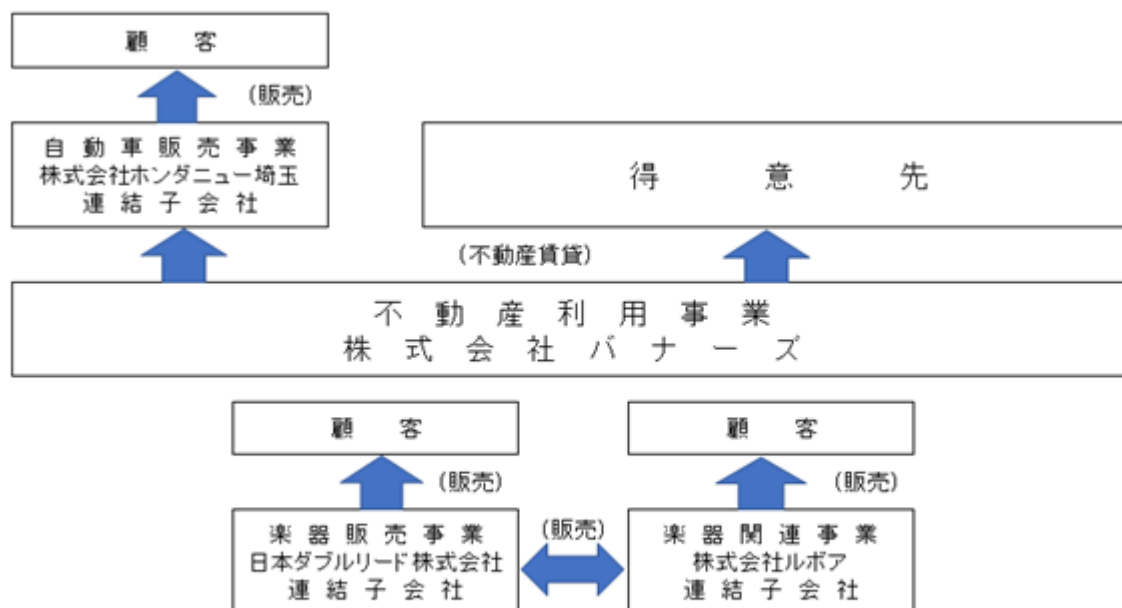 顧客
(販売)
自動車販売事業
株式会社ホンダニュー埼玉
連結子会社
得意先
(不動産賃貸)
不動産利用事業
株式会社バナーズ
顧客
顧客
(販売)
(販売)
楽器販売事業
日本ダブルリード株式会社
連結子会社
(販売)
楽器関連事業
株式会社ルボア
連結子会社